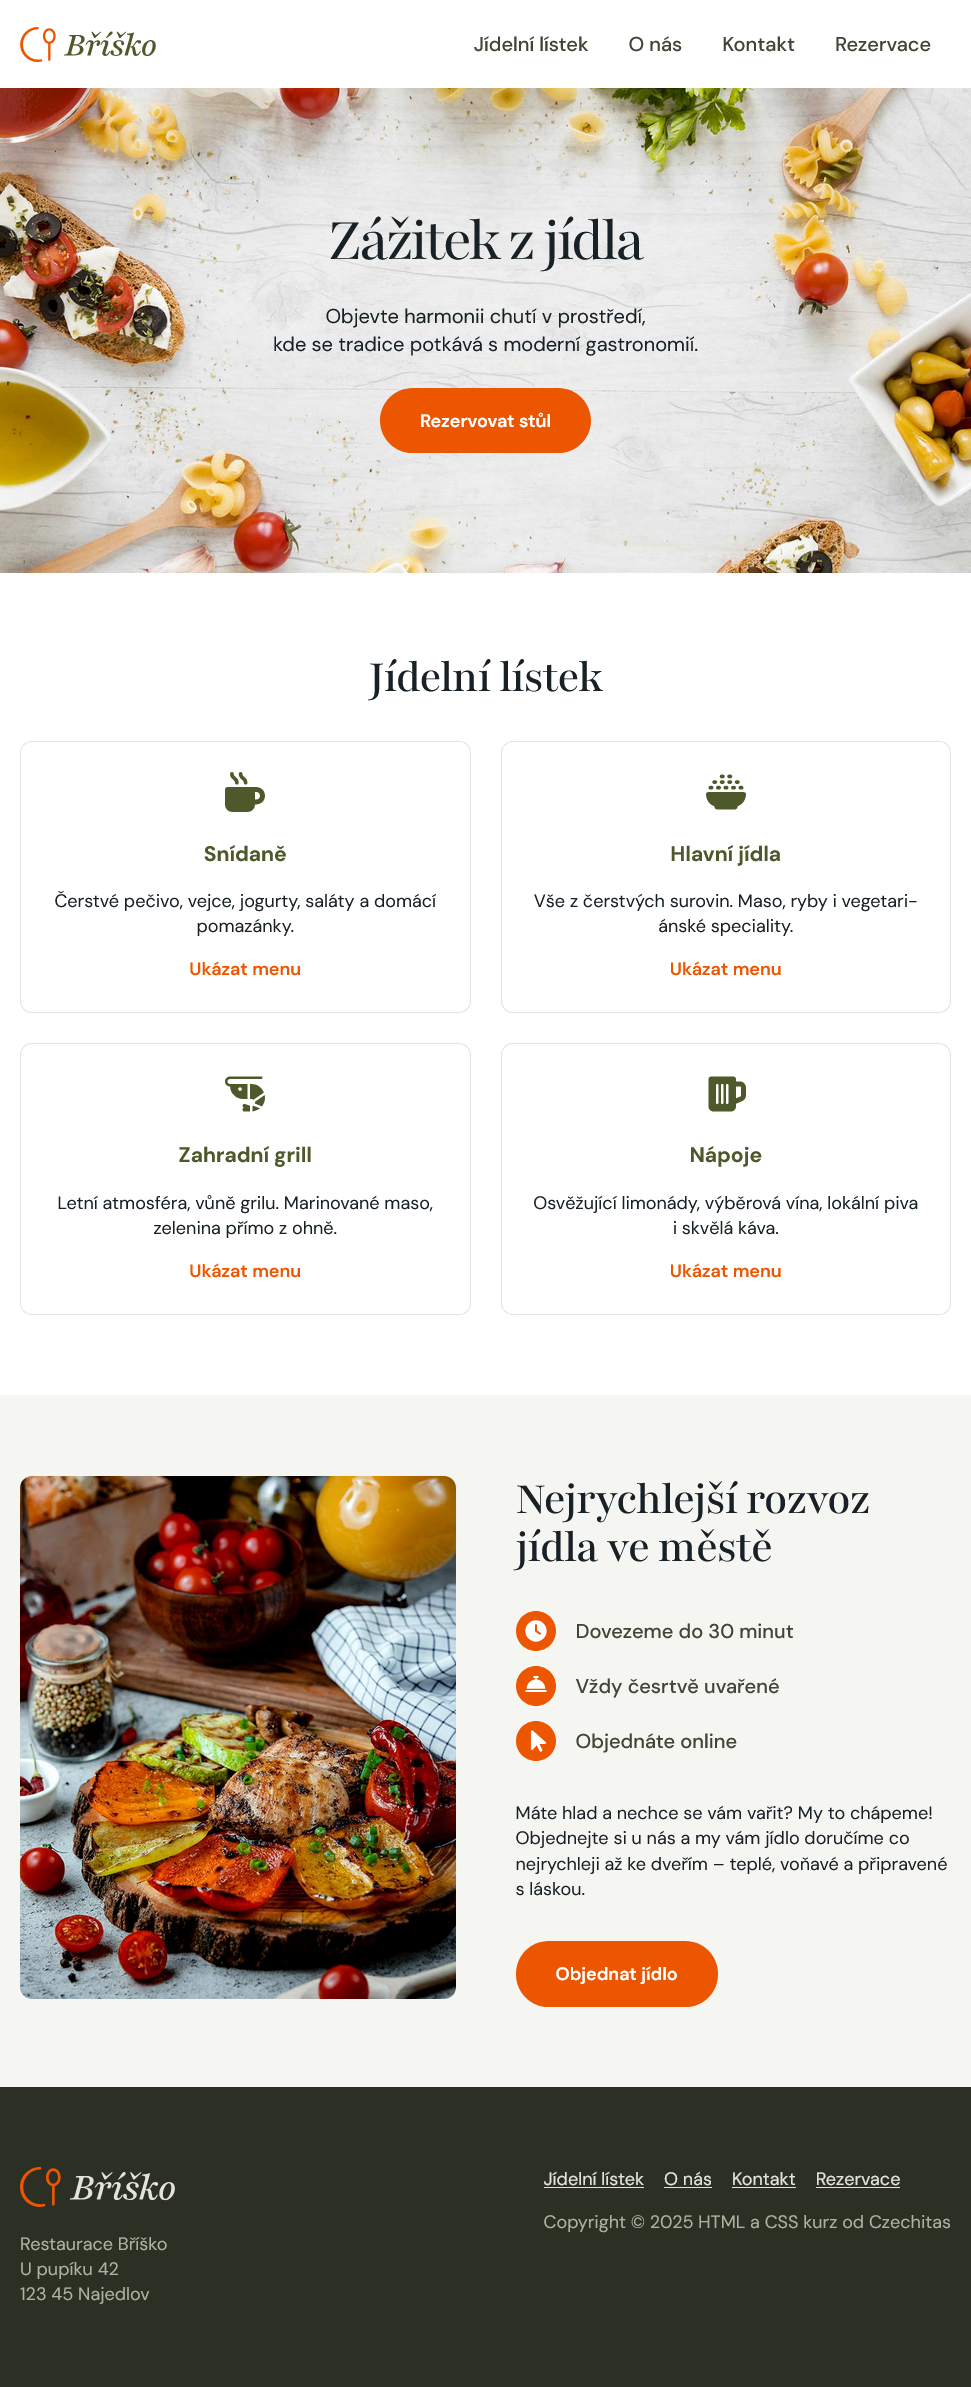 Bříško
Jídelní lístek
O nás
Kontakt
Rezervace
Zážitek z jídla
Objevte harmonii chutí v prostředí,
kde se tradice potkává s moderní gastronomií.
Rezervovat stůl
Jídelní lístek
Snídaně
Čerstvé pečivo, vejce, jogurty, saláty a domácí
pomazánky.
Ukázat menu
Hlavní jídla
Vše z čerstvých surovin. Maso, ryby i vegetari-
ánské speciality.
Ukázat menu
Zahradní grill
Letní atmosféra, vůně grilu. Marinované maso,
zelenina přímo z ohně.
Ukázat menu
Nápoje
Osvěžující limonády, výběrová vína, lokální piva
i skvělá káva.
Ukázat menu
Nejrychlejší rozvoz
jídla ve městě
Dovezeme do 30 minut
Vždy česrtvě uvařené
Objednáte online
Máte hlad a nechce se vám vařit? My to chápeme!
Objednejte si u nás a my vám jídlo doručíme co
nejrychleji až ke dveřím – teplé, voňavé a připravené
s láskou.
Objednat jídlo
Bříško
Restaurace Bříško
U pupíku 42
123 45 Najedlov
Jídelní lístek
O nás
Kontakt
Rezervace
Copyright © 2025 HTML a CSS kurz od Czechitas